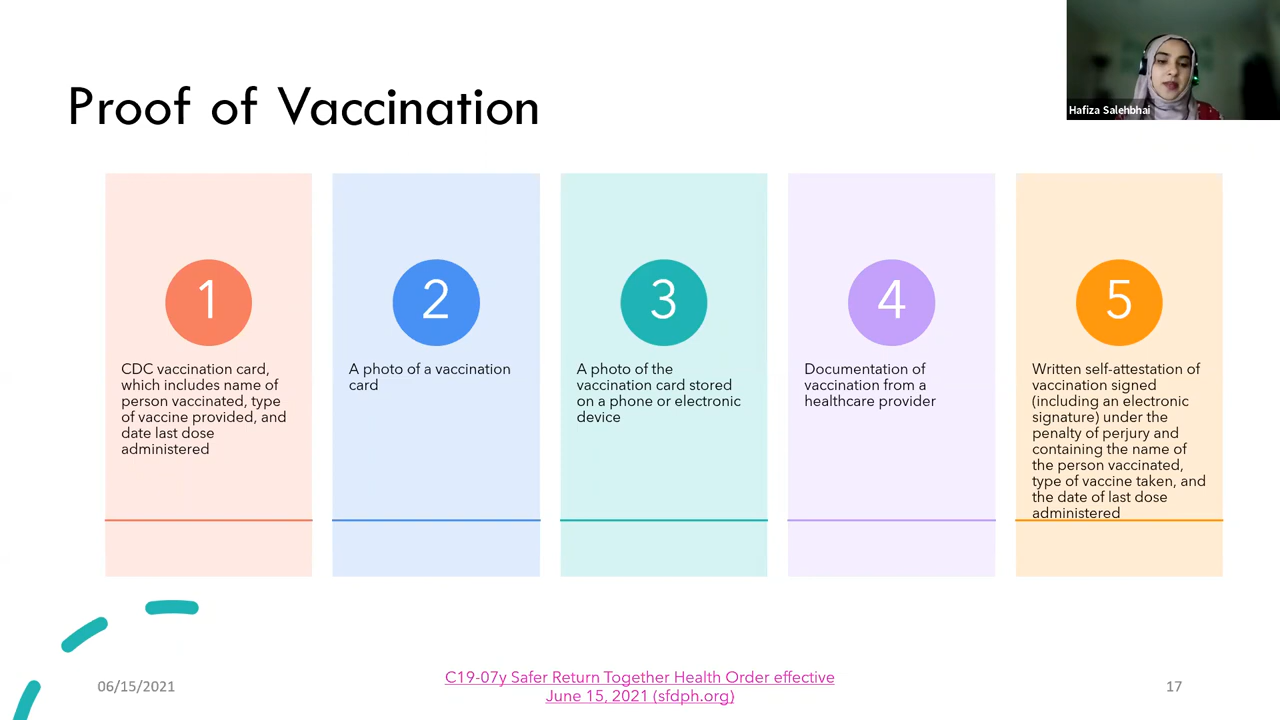 Hafiza Salehbhai
Proof of Vaccination
1
CDC vaccination card,
which includes name of
person vaccinated, type
of vaccine provided, and
date last dose
administered
2
A photo of a vaccination
card
3
A photo of the
vaccination card stored
on a phone or electronic
device
4
Documentation of
vaccination from a
healthcare provider
5
Written self-attestation of
vaccination signed
(including an electronic
signature) under the
penalty of perjury and
containing the name of
the person vaccinated,
type of vaccine taken, and
the date of last dose
administered
06/15/2021
C19-07y Safer Return Together Health Order effective
June 15, 2021 (sfdph.org)
17